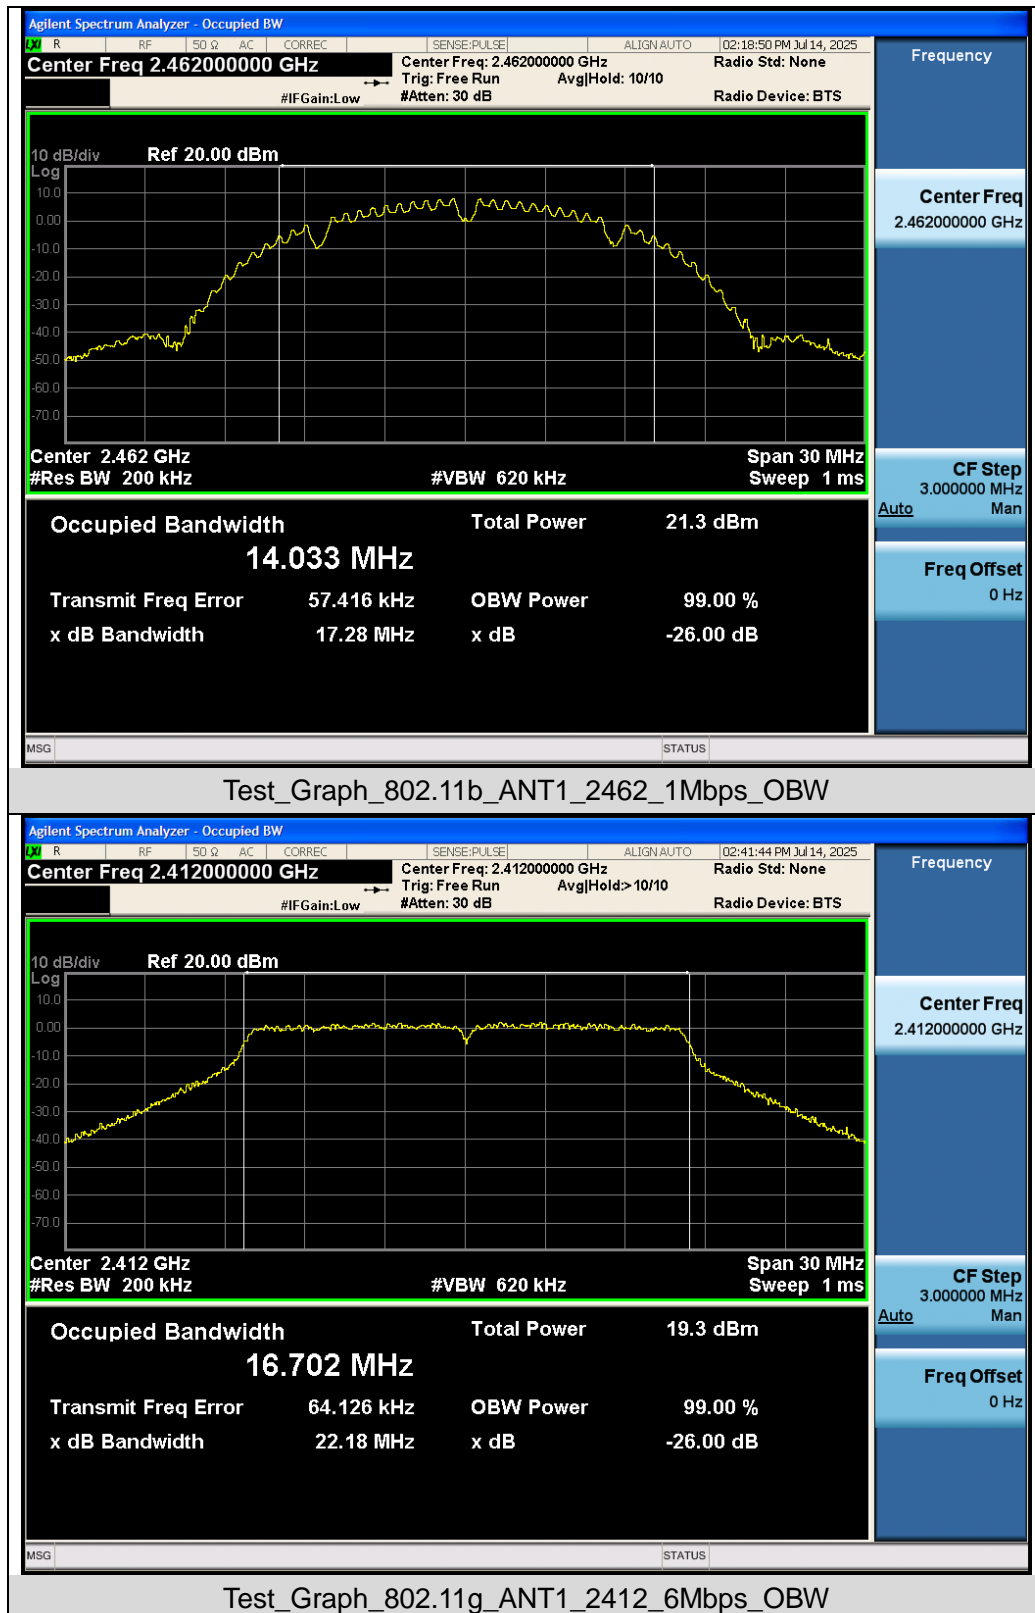 Agilent Spectrum Analyzer - Occupied BW
LXI R RF 50 Ω AC CORREC SENSE:PULSE ALIGN AUTO 02:18:50 PM Jul 14, 2025
Center Freq 2.462000000 GHz Center Freq: 2.462000000 GHz Radio Std: None
Trig: Free Run Avg|Hold: 10/10
#IFGain:Low #Atten: 30 dB Radio Device: BTS
Frequency
10 dB/div Ref 20.00 dBm
Log
10.0
0.00
-10.0
-20.0
-30.0
-40.0
-50.0
-60.0
-70.0
Center 2.462 GHz Span 30 MHz
#Res BW 200 kHz #VBW 620 kHz Sweep 1 ms
Center Freq
2.462000000 GHz
CF Step
3.000000 MHz
Auto Man
Freq Offset
0 Hz
Occupied Bandwidth Total Power 21.3 dBm
14.033 MHz
Transmit Freq Error 57.416 kHz OBW Power 99.00 %
x dB Bandwidth 17.28 MHz x dB -26.00 dB
MSG STATUS
Test_Graph_802.11b_ANT1_2462_1Mbps_OBW
Agilent Spectrum Analyzer - Occupied BW
LXI R RF 50 Ω AC CORREC SENSE:PULSE ALIGN AUTO 02:41:44 PM Jul 14, 2025
Center Freq 2.412000000 GHz Center Freq: 2.412000000 GHz Radio Std: None
Trig: Free Run Avg|Hold:> 10/10
#IFGain:Low #Atten: 30 dB Radio Device: BTS
Frequency
10 dB/div Ref 20.00 dBm
Log
10.0
0.00
-10.0
-20.0
-30.0
-40.0
-50.0
-60.0
-70.0
Center 2.412 GHz Span 30 MHz
#Res BW 200 kHz #VBW 620 kHz Sweep 1 ms
Center Freq
2.412000000 GHz
CF Step
3.000000 MHz
Auto Man
Freq Offset
0 Hz
Occupied Bandwidth Total Power 19.3 dBm
16.702 MHz
Transmit Freq Error 64.126 kHz OBW Power 99.00 %
x dB Bandwidth 22.18 MHz x dB -26.00 dB
MSG STATUS
Test_Graph_802.11g_ANT1_2412_6Mbps_OBW